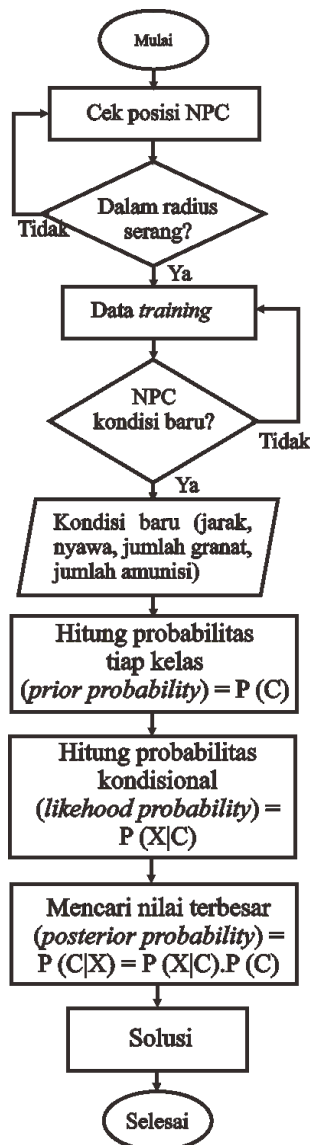 Mulai
Cek posisi NPC
Dalam radius
serang?
Tidak
Ya
Data training
NPC
kondisi baru?
Tidak
Ya
Kondisi baru (jarak,
nyawa, jumlah granat,
jumlah amunisi)
Hitung probabilitas
tiap kelas
(prior probability) = P (C)
Hitung probabilitas
kondisional
(likehood probability) =
P (X|C)
Mencari nilai terbesar
(posterior probability) =
P (C|X) = P (X|C).P (C)
Solusi
Selesai